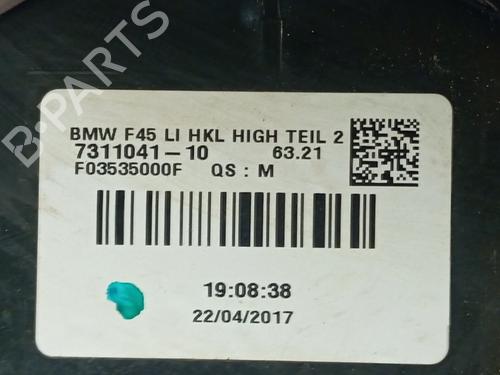 BMW F45 LI HKL HIGH TEIL 2
7311041-10 63.21
F03535000F QS : M
19:08:38
22/04/2017